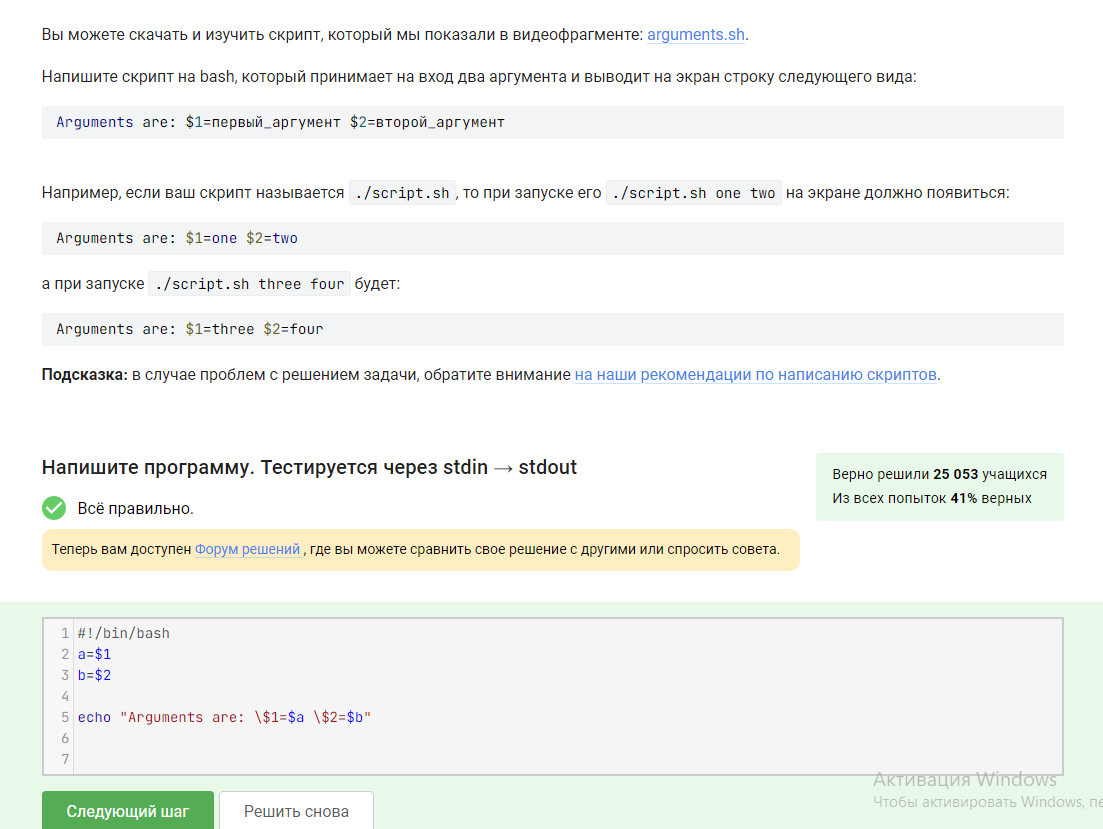 Вы можете скачать и изучить скрипт, который мы показали в видеофрагменте: arguments.sh.
Напишите скрипт на bash, который принимает на вход два аргумента и выводит на экран строку следующего вида:
Arguments are: $1=первый_аргумент $2=второй_аргумент
Например, если ваш скрипт называется ./script.sh, то при запуске его ./script.sh one two на экране должно появиться:
Arguments are: $1=one $2=two
а при запуске ./script.sh three four будет:
Arguments are: $1=three $2=four
Подсказка: в случае проблем с решением задачи, обратите внимание на наши рекомендации по написанию скриптов.
Напишите программу. Тестируется через stdin → stdout
Верно решили 25 053 учащихся
Из всех попыток 41% верных
Всё правильно.
Теперь вам доступен Форум решений, где вы можете сравнить свое решение с другими или спросить совета.
1 #!/bin/bash
2 a=$1
3 b=$2
4
5 echo "Arguments are: \$1=$a \$2=$b"
6
7
Активация Windows
Чтобы активировать Windows,
Следующий шаг
Решить снова